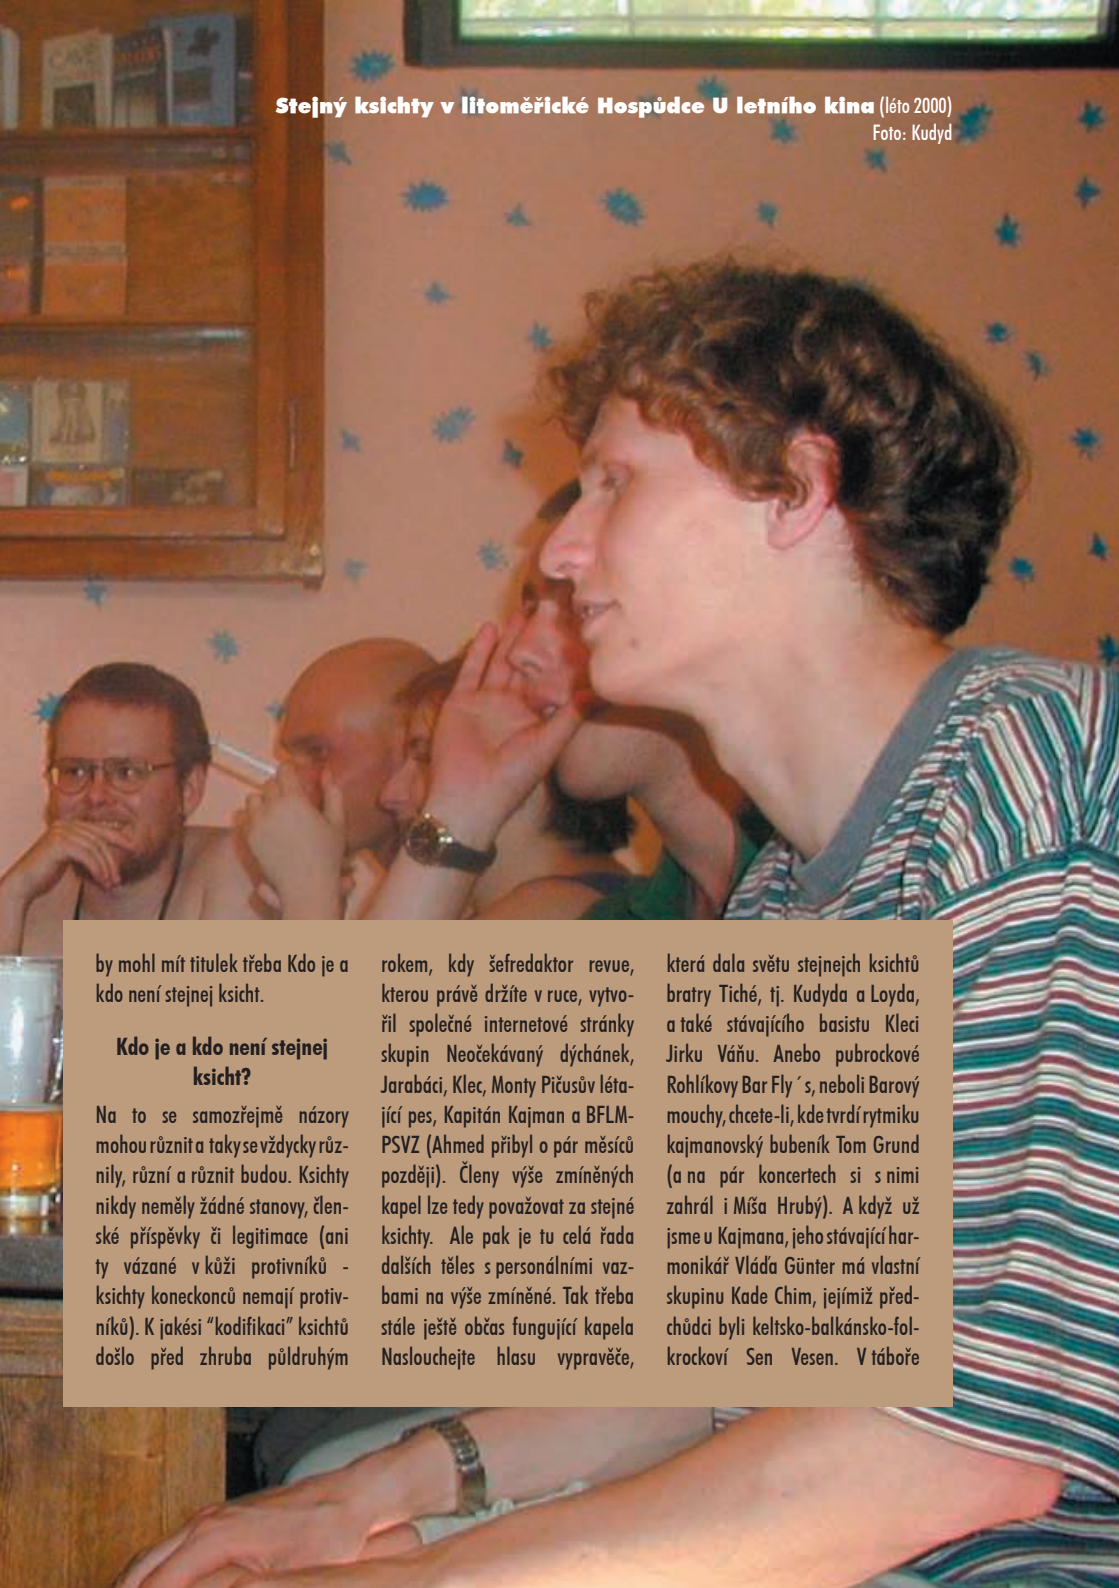 CAVE
Stejný ksichty v litoměřické Hospůdce U letního kina (léto 2000)
Foto: Kudyd
by mohl mít titulek třeba Kdo je a
kdo není stejnej ksicht.
Kdo je a kdo není stejnej
ksicht?
Na to se samozřejmě názory
mohou různit a taky se vždycky růz-
nily, různí a různit budou. Ksichty
nikdy neměly žádné stanovy, člen-
ské příspěvky či legitimace (ani
ty vázané v kůži protivníků -
ksichty koneckonců nemají protiv-
níků). K jakési “kodifikaci” ksichtů
došlo před zhruba půldruhým
rokem, kdy šefredaktor revue,
kterou právě držíte v ruce, vytvo-
řil společné internetové stránky
skupin Neočekávaný dýchánek,
Jarabáci, Klec, Monty Pičusův léta-
jící pes, Kapitán Kajman a BFLM-
PSVZ (Ahmed přibyl o pár měsíců
později). Členy výše zmíněných
kapel lze tedy považovat za stejné
ksichty. Ale pak je tu celá řada
dalších těles s personálními vaz-
bami na výše zmíněné. Tak třeba
stále ještě občas fungující kapela
Naslouchejte hlasu vypravěče,
která dala světu stejnejch ksichtů
bratry Tiché, tj. Kudyda a Loyda,
a také stávajícího basistu Kleci
Jirku Váňu. Anebo pubrockové
Rohlíkovy Bar Fly´s, neboli Barový
mouchy, chcete-li, kde tvrdí rytmiku
kajmanovský bubeník Tom Grund
(a na pár koncertech si s nimi
zahrál i Míša Hrubý). A když už
jsme u Kajmana, jeho stávající har-
monikář Vláďa Günter má vlastní
skupinu Kade Chim, jejímiž před-
chůdci byli keltsko-balkánsko-fol-
krockoví Sen Vesen. V táboře